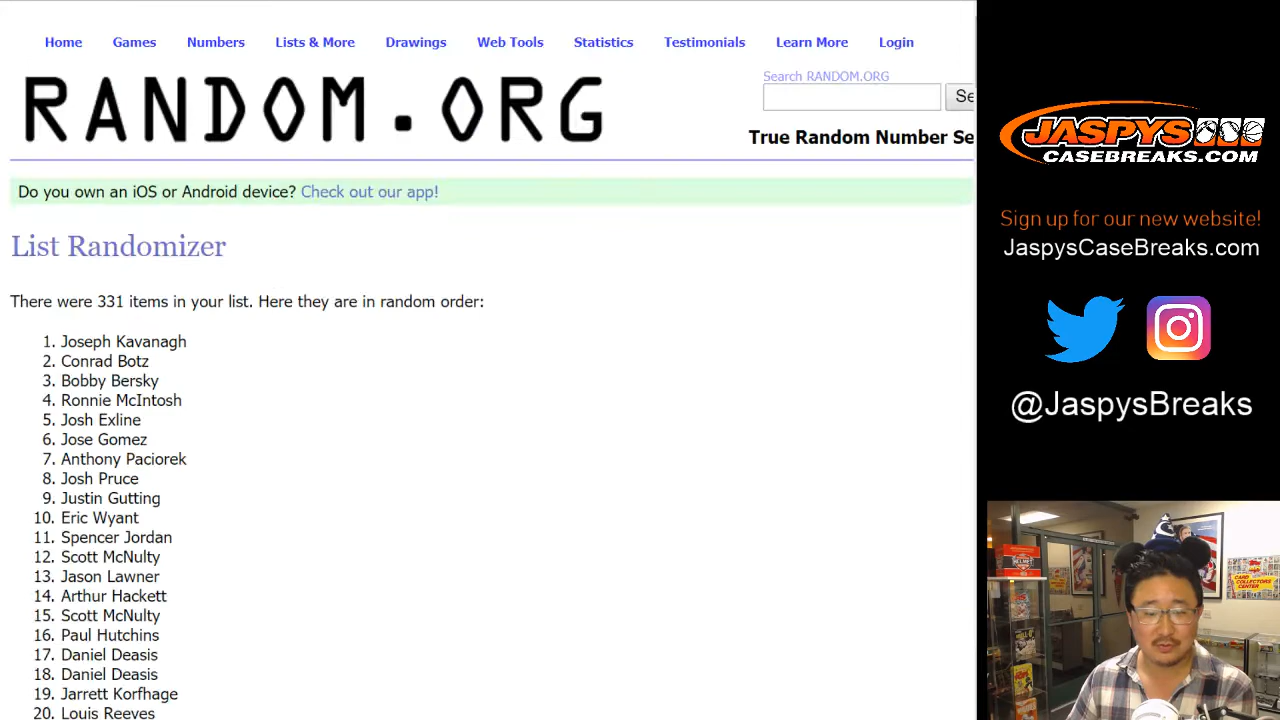 Home Games Numbers Lists & More Drawings Web Tools Statistics Testimonials Learn More Login
RANDOM.ORG
Search RANDOM.ORG
Se
True Random Number Se
Do you own an iOS or Android device? Check out our app!
List Randomizer
There were 331 items in your list. Here they are in random order:
1. Joseph Kavanagh
2. Conrad Botz
3. Bobby Bersky
4. Ronnie McIntosh
5. Josh Exline
6. Jose Gomez
7. Anthony Paciorek
8. Josh Pruce
9. Justin Gutting
10. Eric Wyant
11. Spencer Jordan
12. Scott McNulty
13. Jason Lawner
14. Arthur Hackett
15. Scott McNulty
16. Paul Hutchins
17. Daniel Deasis
18. Daniel Deasis
19. Jarrett Korfhage
20. Louis Reeves
JASPYS
CASEBREAKS.COM
Sign up for our new website!
JaspysCaseBreaks.com
@JaspysBreaks
CARD
COLLECTORS
CENTER